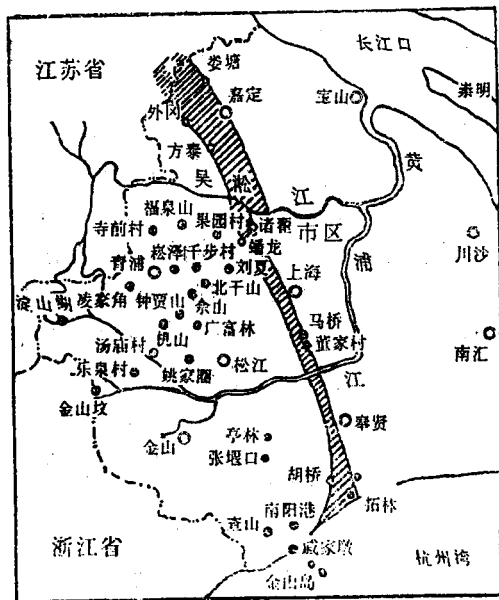 长江口
江苏省
娄塘
崇明
外冈
嘉定
宝山
方泰
黄
吴
淞
江
福泉山
果园村
诸翟
寺前村
市区
浦
崧泽
千步村
蟠龙
川沙
青浦
刘夏
淀山湖
凌家角
北干山
上海
钟贾山
佘山
机山
广富林
马桥
董家村
南汇
汤庙村
乐泉村
姚家圈
松江
江
金山坟
奉贤
金山
亭林
张堰口
胡桥
柘林
南阳港
查山
浙江省
戚家墩
杭州湾
金山岛